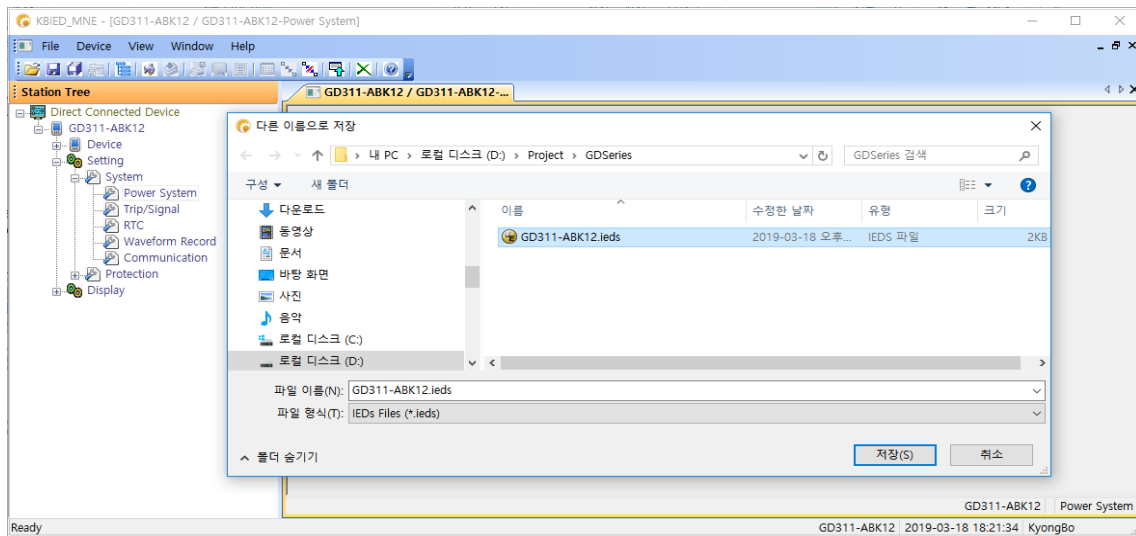 KBIED_MNE - [GD311-ABK12 / GD311-ABK12-Power System]
File Device View Window Help
Station Tree
GD311-ABK12 / GD311-ABK12-...
Direct Connected Device
GD311-ABK12
Device
Setting
System
Power System
Trip/Signal
RTC
Waveform Record
Communication
Protection
Display
다른 이름으로 저장
내 PC › 로컬 디스크 (D:) › Project › GDSeries
GDSeries 검색
구성 새 폴더
이름 수정한 날짜 유형 크기
GD311-ABK12.ieds 2019-03-18 오후... IEDS 파일 2KB
다운로드
동영상
문서
바탕 화면
사진
음악
로컬 디스크 (C:)
로컬 디스크 (D:)
파일 이름(N): GD311-ABK12.ieds
파일 형식(T): IEDs Files (*.ieds)
폴더 숨기기
저장(S) 취소
GD311-ABK12 Power System
Ready GD311-ABK12 2019-03-18 18:21:34 KyongBo